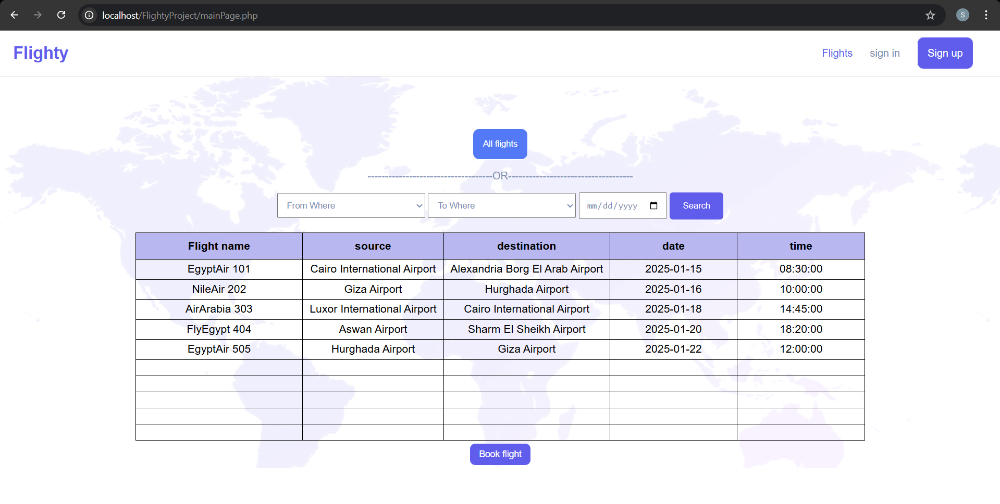 localhost/FlightyProject/mainPage.php
S
Flighty
Flights sign in Sign up
All flights
------------------------------------OR------------------------------------
From Where To Where mm/dd/yyyy Search
Flight name source destination date time
EgyptAir 101 Cairo International Airport Alexandria Borg El Arab Airport 2025-01-15 08:30:00
NileAir 202 Giza Airport Hurghada Airport 2025-01-16 10:00:00
AirArabia 303 Luxor International Airport Cairo International Airport 2025-01-18 14:45:00
FlyEgypt 404 Aswan Airport Sharm El Sheikh Airport 2025-01-20 18:20:00
EgyptAir 505 Hurghada Airport Giza Airport 2025-01-22 12:00:00
Book flight